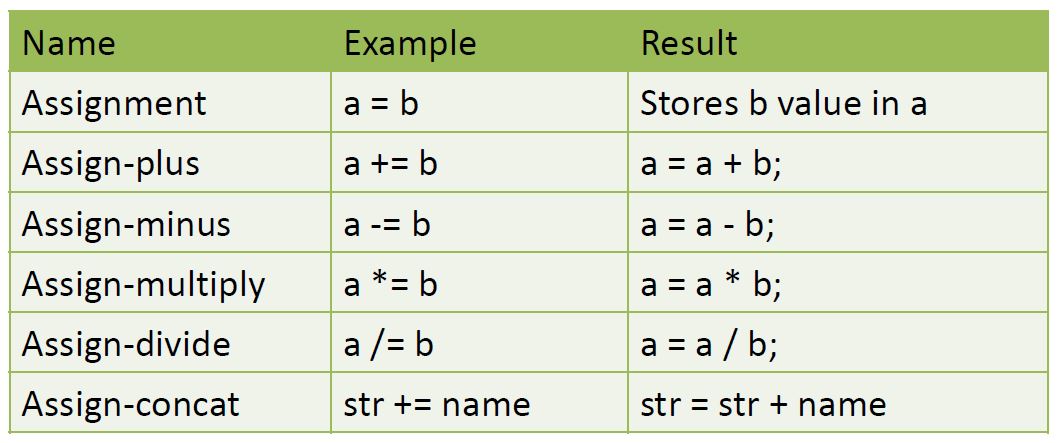 Name Example Result
Assignment a = b Stores b value in a
Assign-plus a += b a = a + b;
Assign-minus a -= b a = a - b;
Assign-multiply a *= b a = a * b;
Assign-divide a /= b a = a / b;
Assign-concat str += name str = str + name